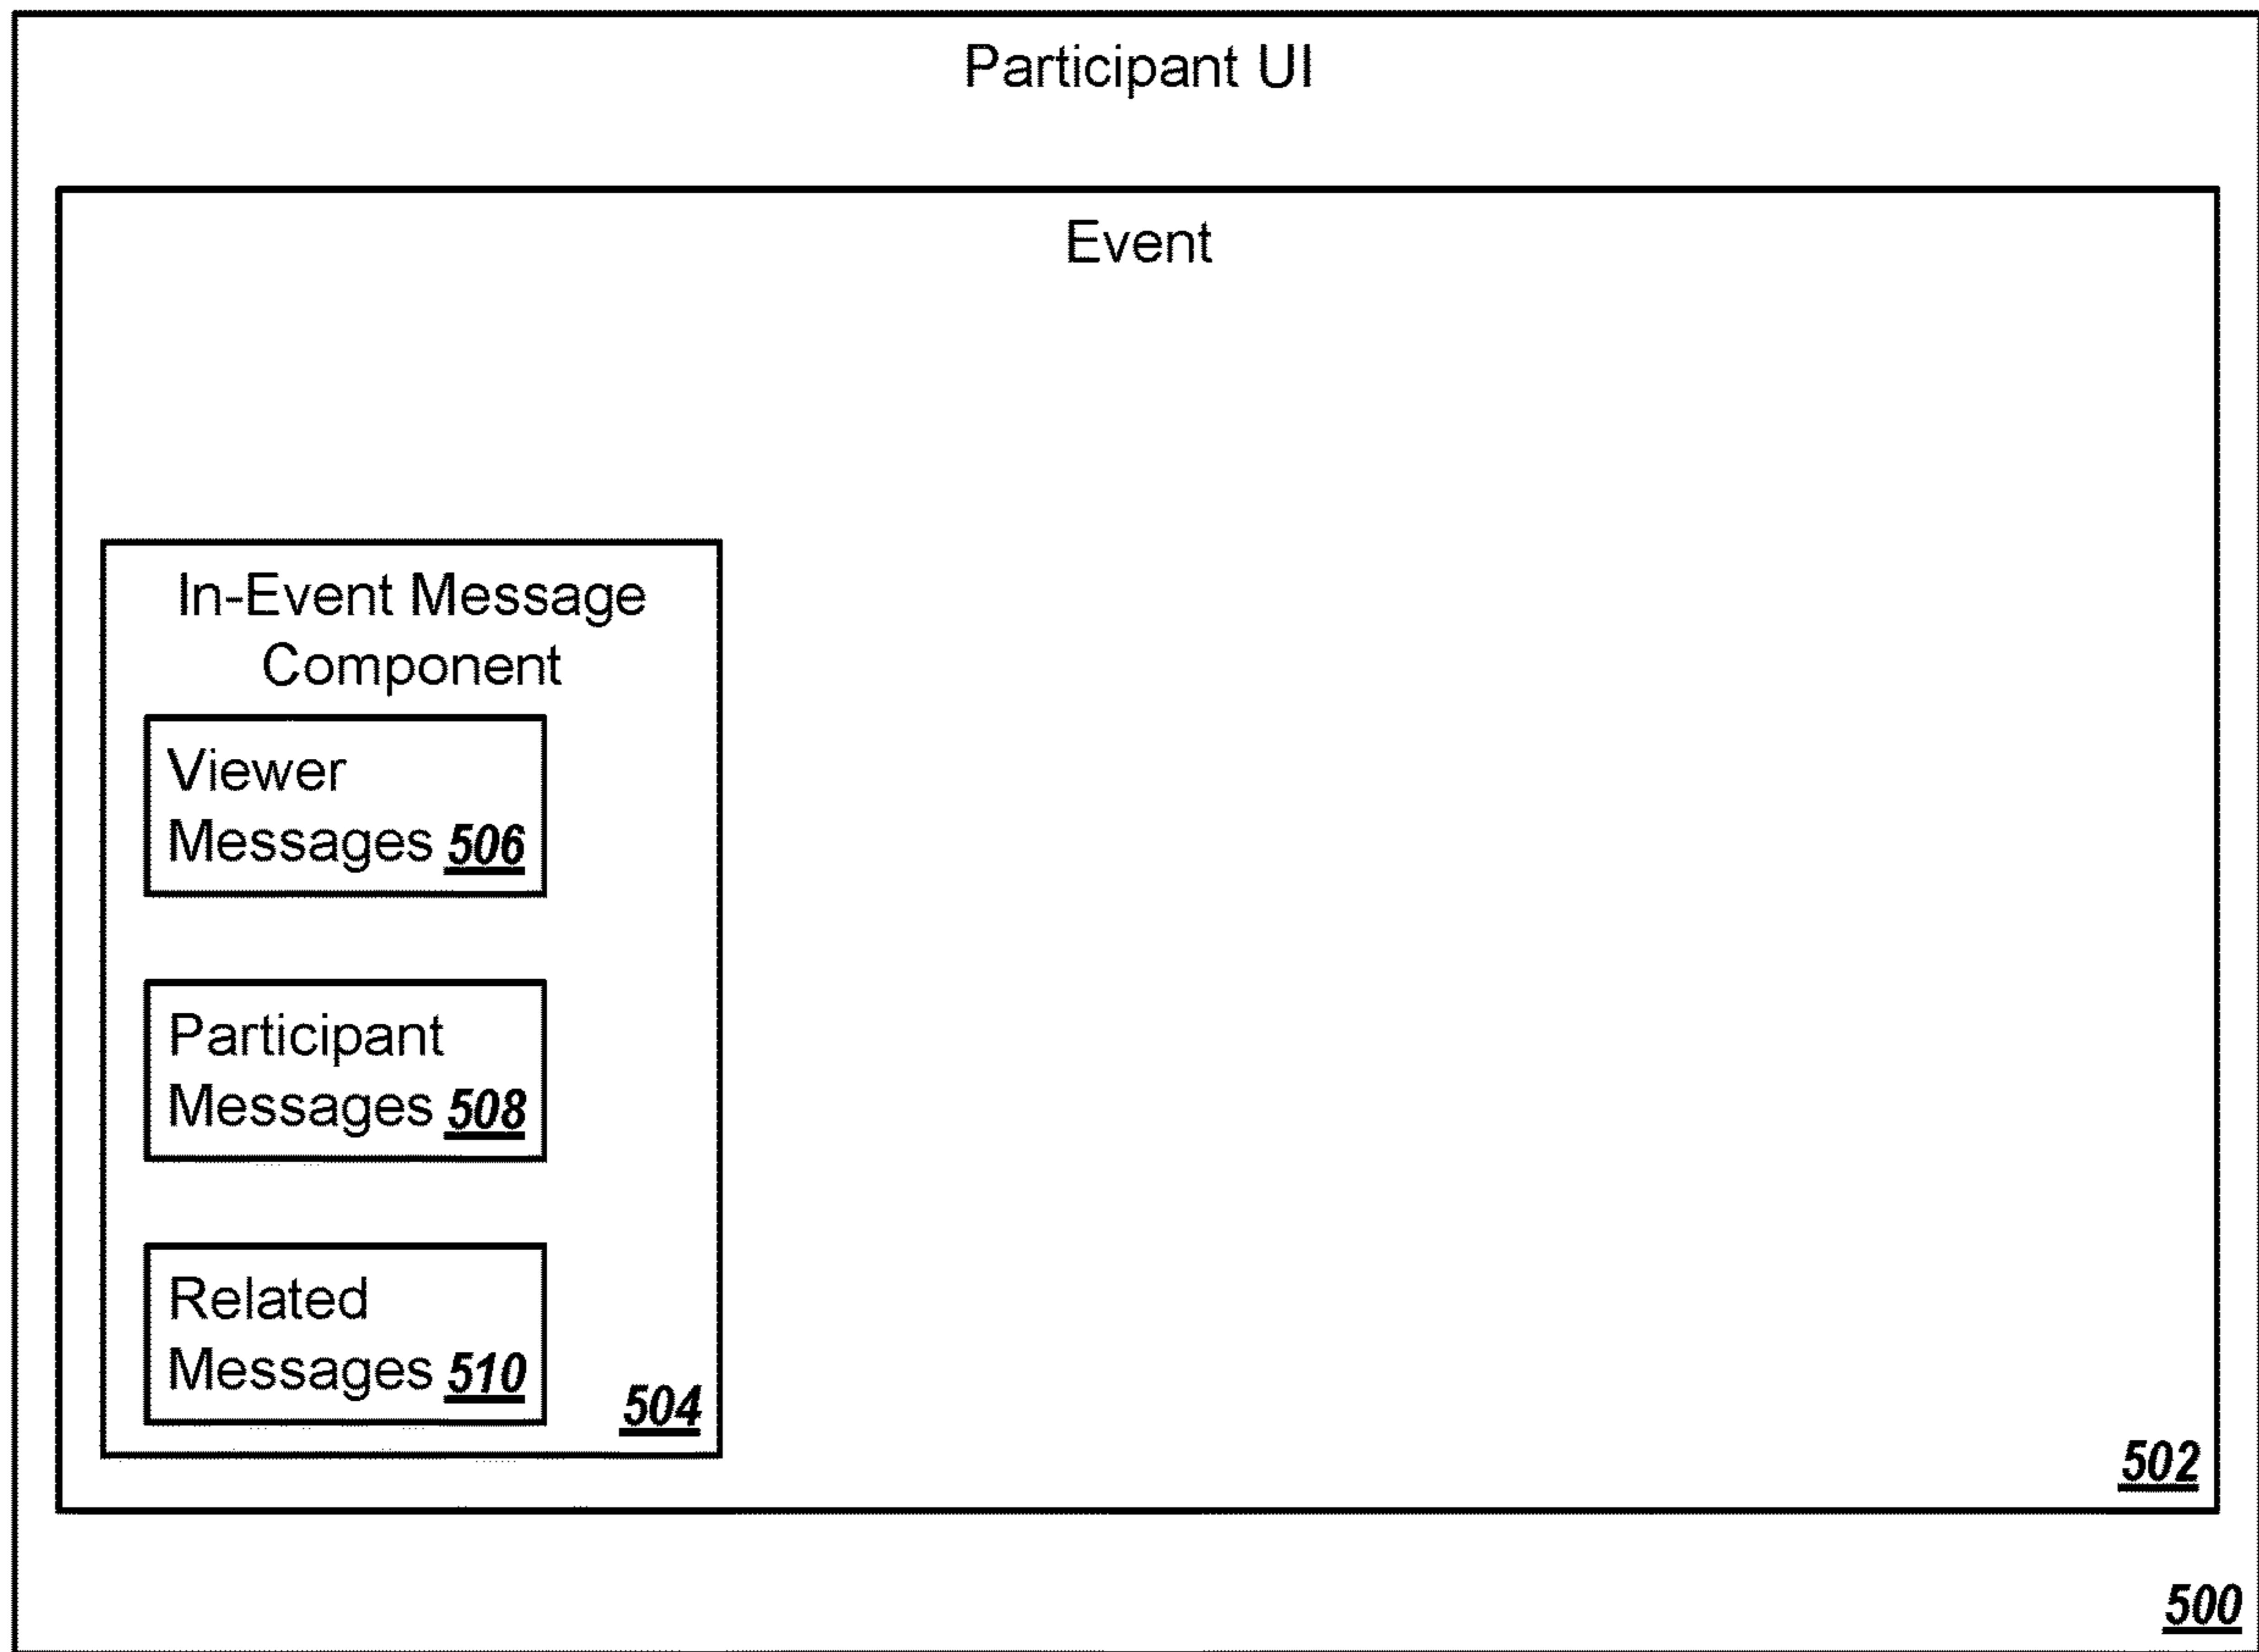 Participant UI
Event
In-Event Message
Component
Viewer
Messages 506
Participant
Messages 508
Related
Messages 510
504
502
500